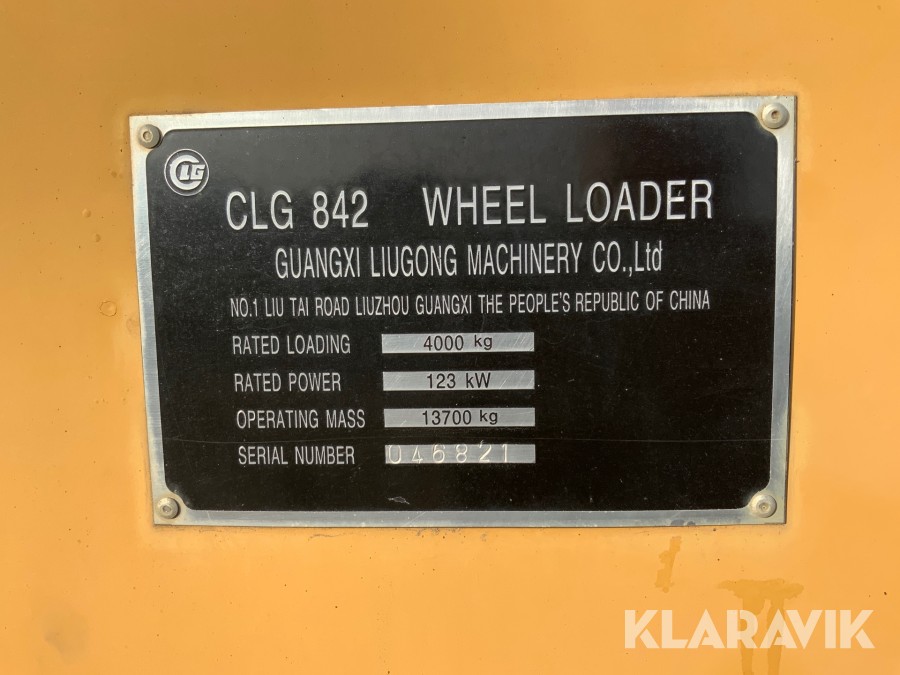 CLG
CLG 842 WHEEL LOADER
GUANGXI LIUGONG MACHINERY CO.,Ltd
NO.1 LIU TAI ROAD LIUZHOU GUANGXI THE PEOPLE'S REPUBLIC OF CHINA
RATED LOADING 4000 kg
RATED POWER 123 kW
OPERATING MASS 13700 kg
SERIAL NUMBER 046821
KLARAVIK